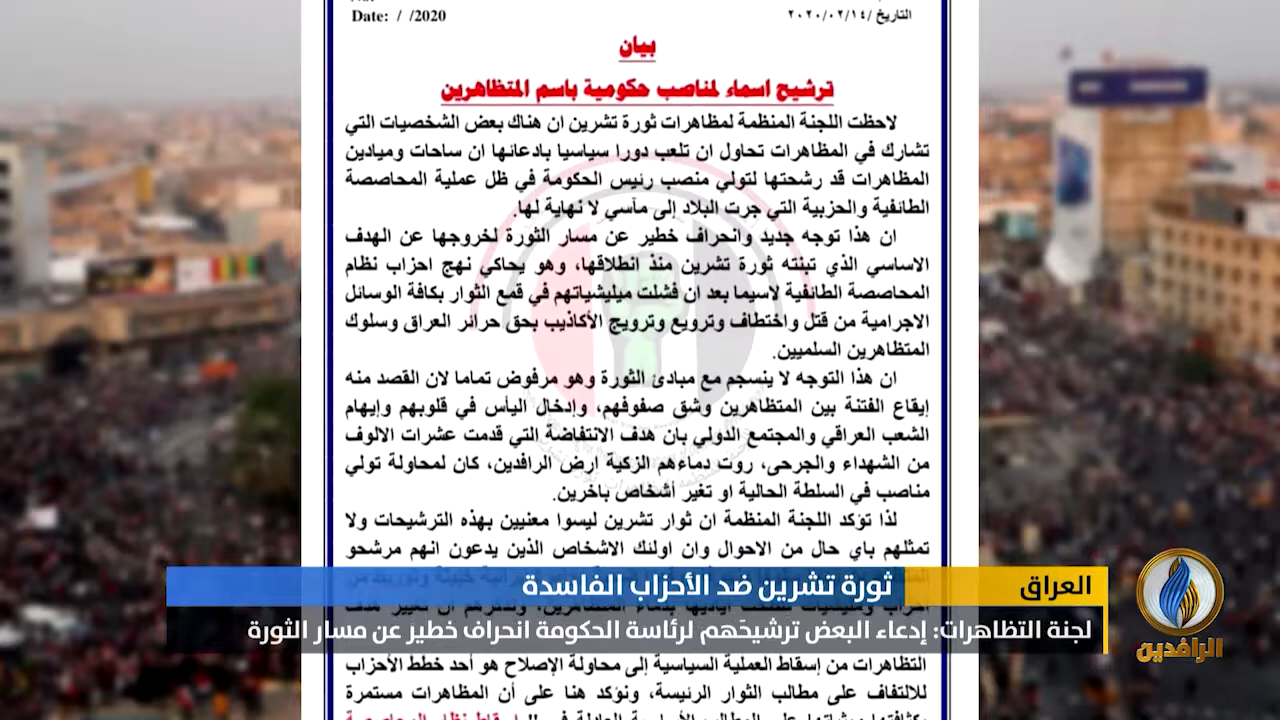 Date: / /2020
التاريخ /٢٠٢٠/٠٢/١٤
بيان
ترشيح اسماء لمناصب حكومية باسم المتظاهرين
لاحظت اللجنة المنظمة لمظاهرات ثورة تشرين ان هناك بعض الشخصيات التي
تشارك في المظاهرات تحاول ان تلعب دورا سياسيا بادعائها ان ساحات وميادين
المظاهرات قد رشحتها لتولي منصب رئيس الحكومة في ظل عملية المحاصصة
الطائفية والحزبية التي جرت البلاد إلى مآسي لا نهاية لها.
ان هذا توجه جديد وانحراف خطير عن مسار الثورة لخروجها عن الهدف
الاساسي الذي تبنته ثورة تشرين منذ انطلاقها، وهو يحاكي نهج احزاب نظام
المحاصصة الطائفية لاسيما بعد ان فشلت ميليشياتهم في قمع الثوار بكافة الوسائل
الاجرامية من قتل واختطاف وترويع وترويج الأكاذيب بحق حرائر العراق وسلوك
المتظاهرين السلميين.
ان هذا التوجه لا ينسجم مع مبادئ الثورة وهو مرفوض تماما لان القصد منه
إيقاع الفتنة بين المتظاهرين وشق صفوفهم، وإدخال اليأس في قلوبهم وإيهام
الشعب العراقي والمجتمع الدولي بان هدف الانتفاضة التي قدمت عشرات الالوف
من الشهداء والجرحى، روت دماءهم الزكية ارض الرافدين، كان لمحاولة تولي
مناصب في السلطة الحالية او تغير أشخاص بآخرين.
لذا تؤكد اللجنة المنظمة ان ثوار تشرين ليسوا معنيين بهذه الترشيحات ولا
تمثلهم باي حال من الاحوال وان اولئك الاشخاص الذين يدعون انهم مرشحو
العراق
ثورة تشرين ضد الأحزاب الفاسدة
لجنة التظاهرات: إدعاء البعض ترشيحَهم لرئاسة الحكومة انحراف خطير عن مسار الثورة
الرافدين
التظاهرات من إسقاط العملية السياسية إلى محاولة الإصلاح هو أحد خطط الأحزاب
للالتفاف على مطالب الثوار الرئيسة، ونؤكد هنا على أن المظاهرات مستمرة